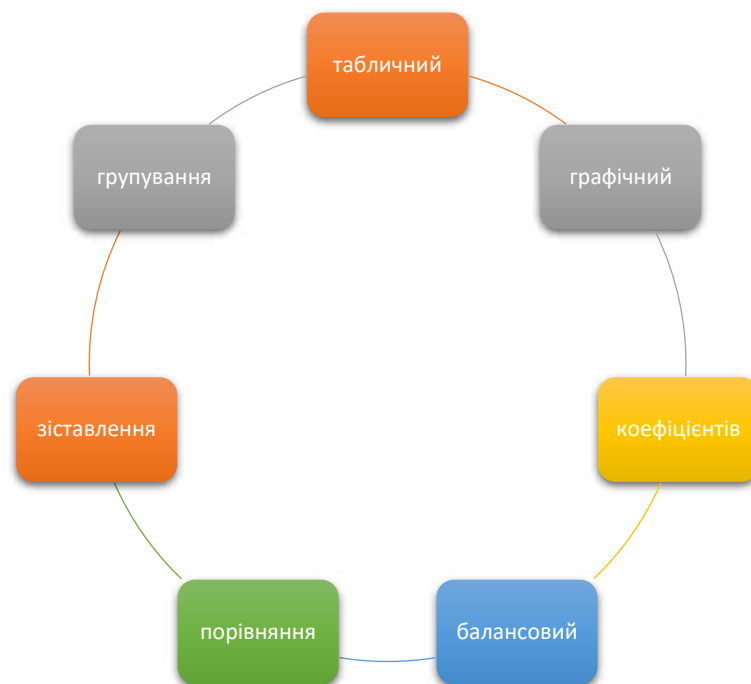 табличний
графічний
коефіцієнтів
балансовий
порівняння
зіставлення
групування